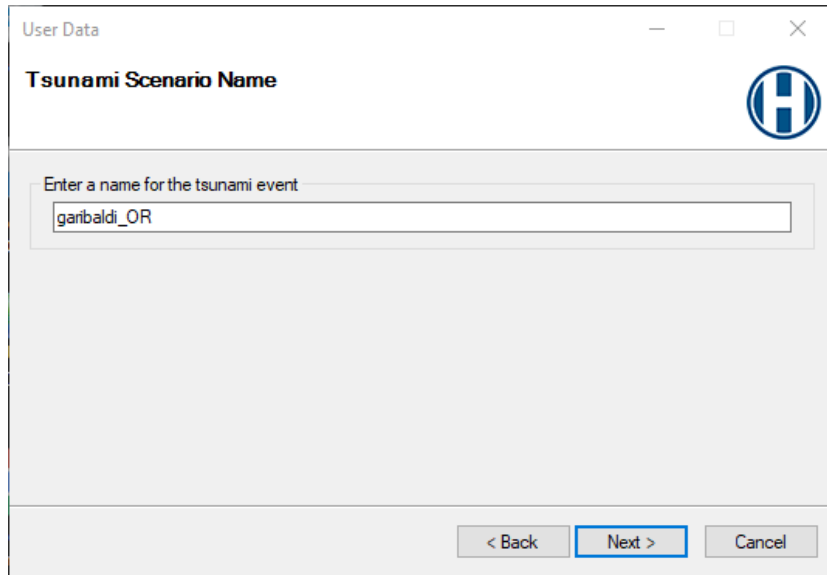 User Data
Tsunami Scenario Name
Enter a name for the tsunami event
garibaldi_OR
< Back
Next >
Cancel